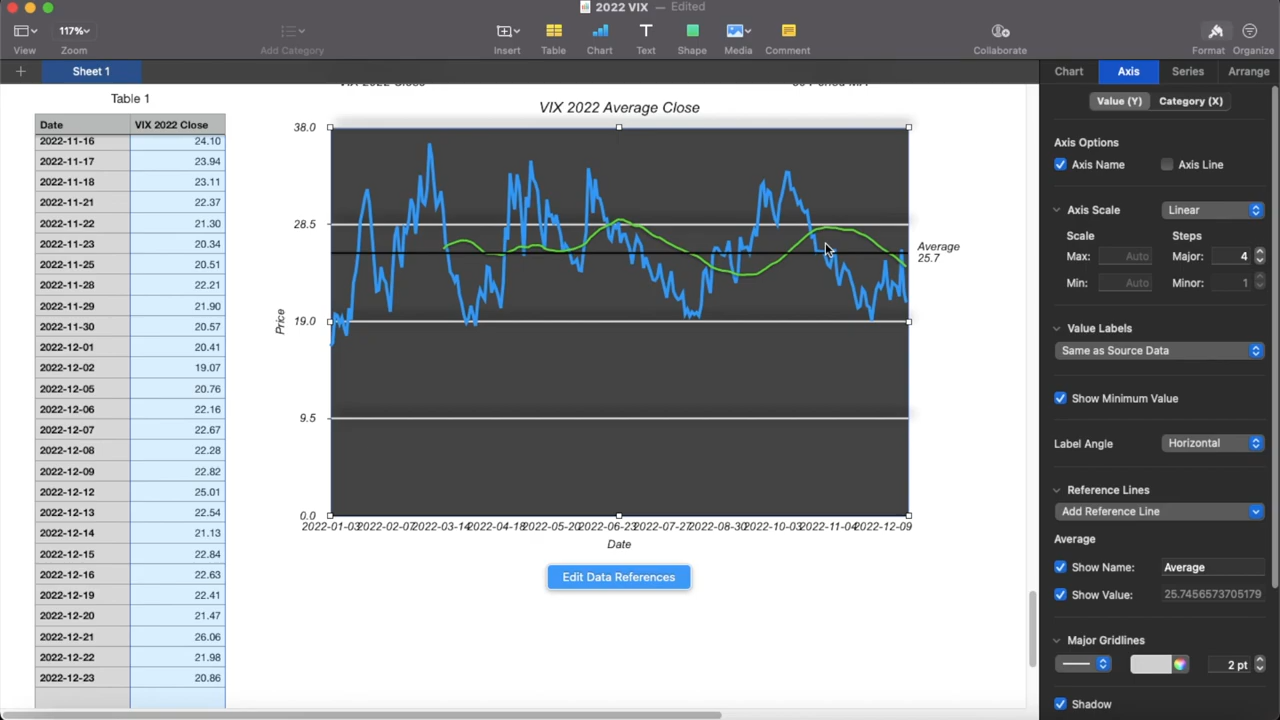 2022 VIX — Edited
117%
View
Zoom
Add Category
Insert
Table
Chart
Text
Shape
Media
Comment
Collaborate
Format
Organize
Sheet 1
Chart
Axis
Series
Arrange
Table 1
Date VIX 2022 Close
2022-11-16 24.10
2022-11-17 23.94
2022-11-18 23.11
2022-11-21 22.37
2022-11-22 21.30
2022-11-23 20.34
2022-11-25 20.51
2022-11-28 22.21
2022-11-29 21.90
2022-11-30 20.57
2022-12-01 20.41
2022-12-02 19.07
2022-12-05 20.76
2022-12-06 22.16
2022-12-07 22.67
2022-12-08 22.28
2022-12-09 22.82
2022-12-12 25.01
2022-12-13 22.54
2022-12-14 21.13
2022-12-15 22.84
2022-12-16 22.63
2022-12-19 22.41
2022-12-20 21.47
2022-12-21 26.06
2022-12-22 21.98
2022-12-23 20.86
VIX 2022 Average Close
38.0
28.5
19.0
9.5
0.0
Price
Average
25.7
2022-01-03 2022-02-07 2022-03-14 2022-04-18 2022-05-20 2022-06-23 2022-07-27 2022-08-30 2022-10-03 2022-11-04 2022-12-09
Date
Edit Data References
Value (Y)
Category (X)
Axis Options
Axis Name
Axis Line
Axis Scale Linear
Scale Steps
Max: Auto Major: 4
Min: Auto Minor: 1
Value Labels
Same as Source Data
Show Minimum Value
Label Angle Horizontal
Reference Lines
Add Reference Line
Average
Show Name: Average
Show Value: 25.7456573705179
Major Gridlines
2 pt
Shadow